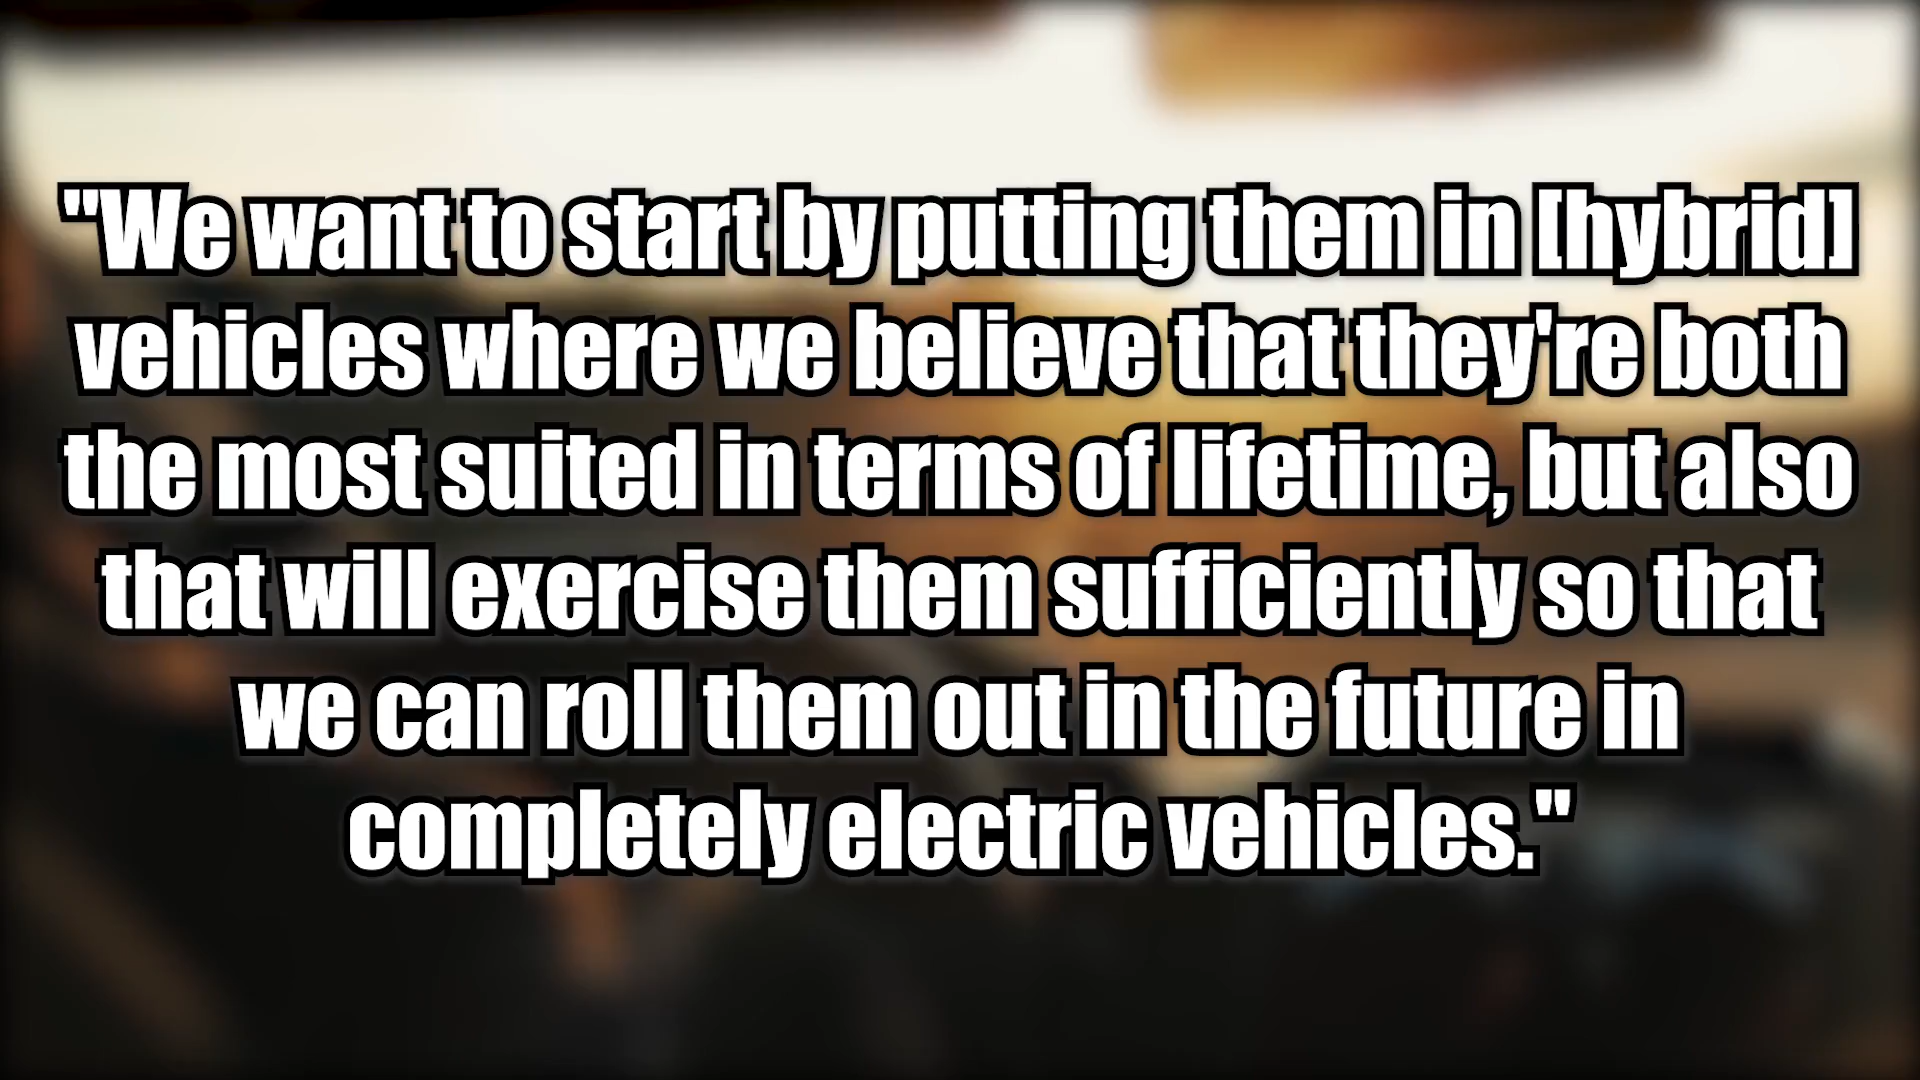 "We want to start by putting them in [hybrid]
vehicles where we believe that they're both
the most suited in terms of lifetime, but also
that will exercise them sufficiently so that
we can roll them out in the future in
completely electric vehicles."